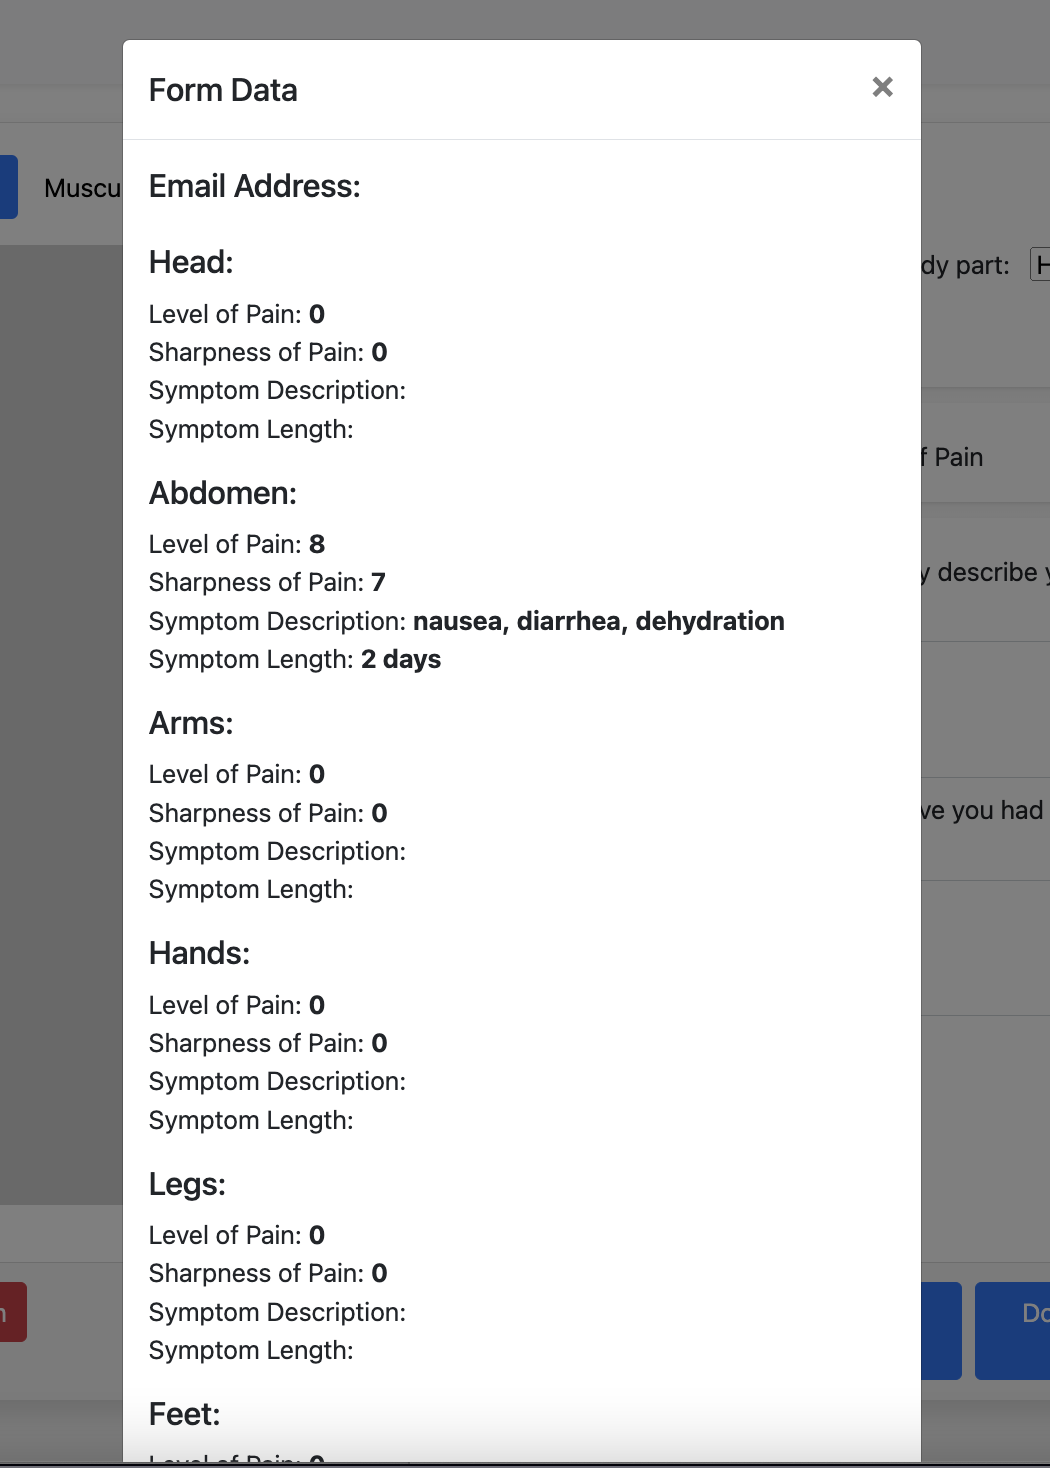 Form Data
×
Email Address:
Head:
Level of Pain: 0
Sharpness of Pain: 0
Symptom Description:
Symptom Length:
Abdomen:
Level of Pain: 8
Sharpness of Pain: 7
Symptom Description: nausea, diarrhea, dehydration
Symptom Length: 2 days
Arms:
Level of Pain: 0
Sharpness of Pain: 0
Symptom Description:
Symptom Length:
Hands:
Level of Pain: 0
Sharpness of Pain: 0
Symptom Description:
Symptom Length:
Legs:
Level of Pain: 0
Sharpness of Pain: 0
Symptom Description:
Symptom Length:
Feet:
Level of Pain: 0
Muscu
dy part: H
f Pain
y describe y
ve you had
Do